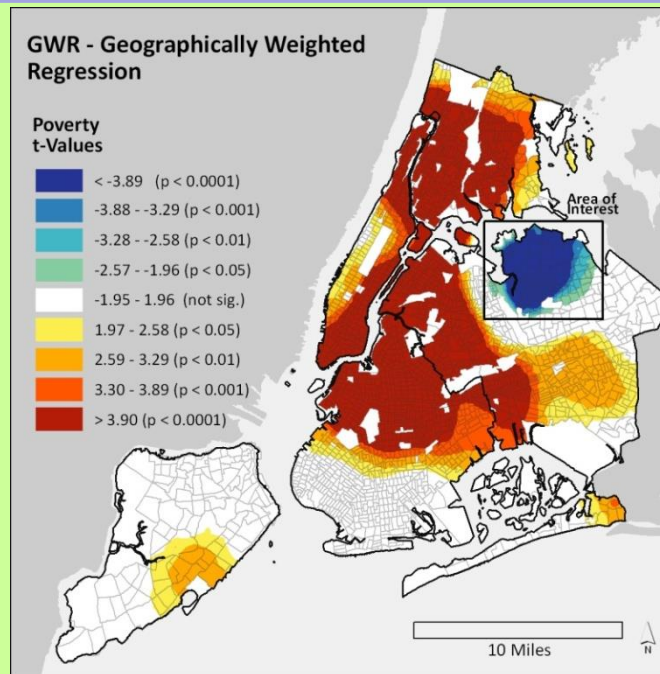 GWR - Geographically Weighted
Regression
Poverty
t-Values
< -3.89 (p < 0.0001)
-3.88 - -3.29 (p < 0.001)
-3.28 - -2.58 (p < 0.01)
-2.57 - -1.96 (p < 0.05)
-1.95 - 1.96 (not sig.)
1.97 - 2.58 (p < 0.05)
2.59 - 3.29 (p < 0.01)
3.30 - 3.89 (p < 0.001)
> 3.90 (p < 0.0001)
Area of
Interest
10 Miles
N